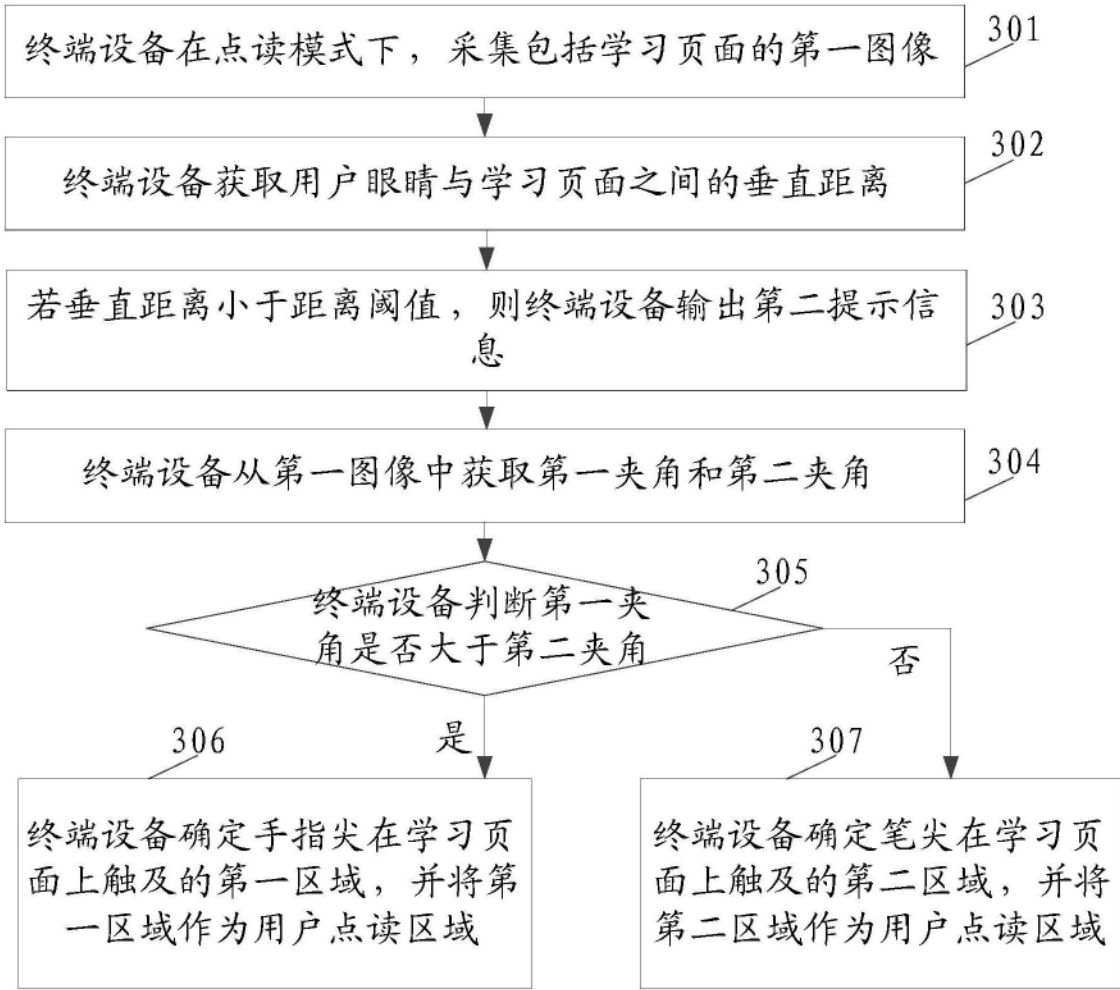 终端设备在点读模式下，采集包括学习页面的第一图像
301
终端设备获取用户眼睛与学习页面之间的垂直距离
302
若垂直距离小于距离阈值，则终端设备输出第二提示信
息
303
终端设备从第一图像中获取第一夹角和第二夹角
304
终端设备判断第一夹
角是否大于第二夹角
305
是
否
306
终端设备确定手指尖在学习页
面上触及的第一区域，并将第
一区域作为用户点读区域
307
终端设备确定笔尖在学习页
面上触及的第二区域，并将
第二区域作为用户点读区域